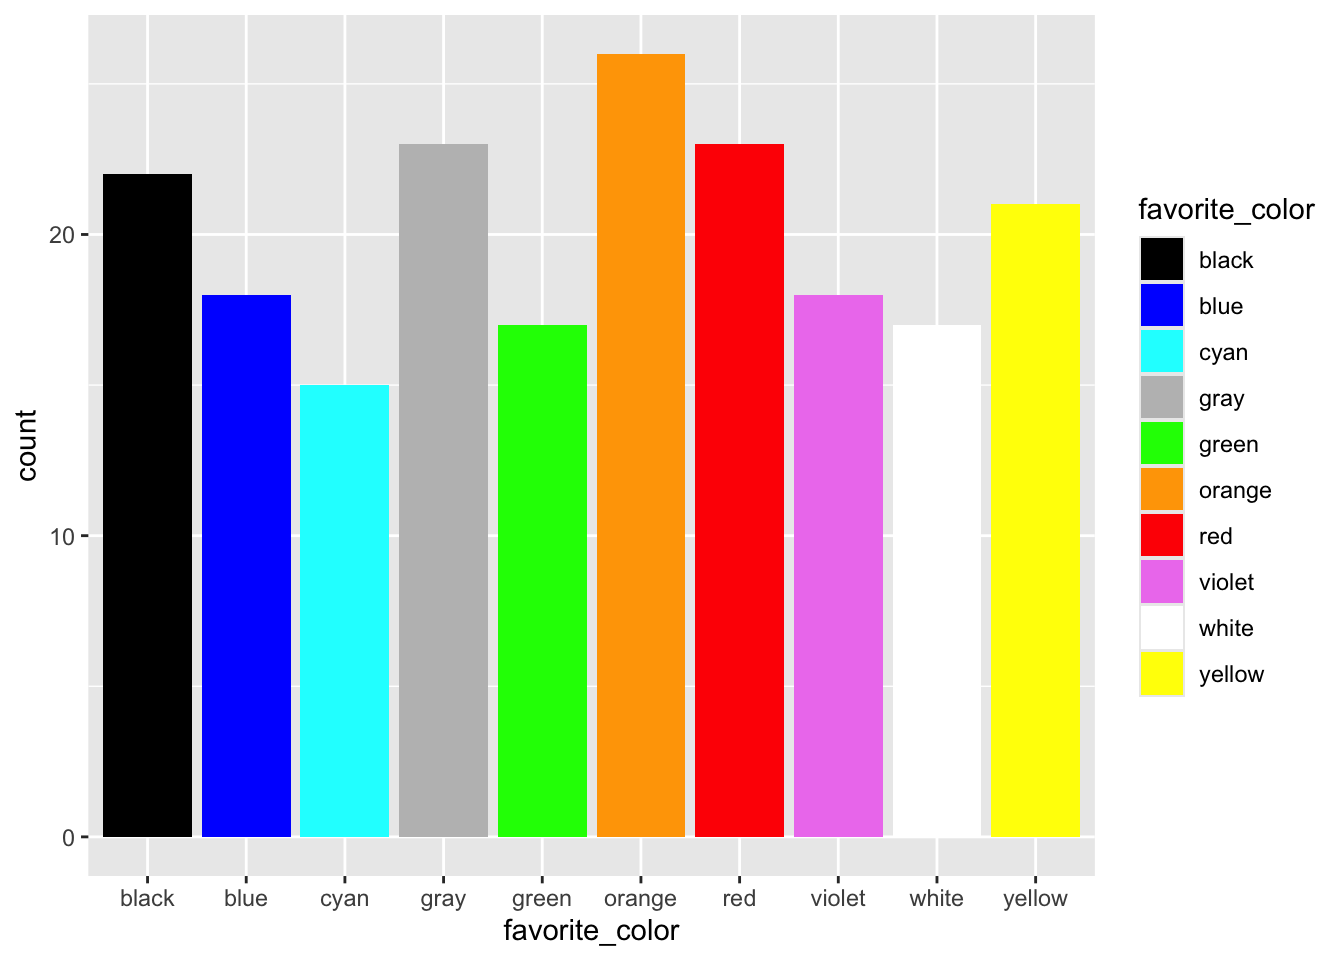 count
20
10
0
black blue cyan gray green orange red violet white yellow
favorite_color
favorite_color
black
blue
cyan
gray
green
orange
red
violet
white
yellow